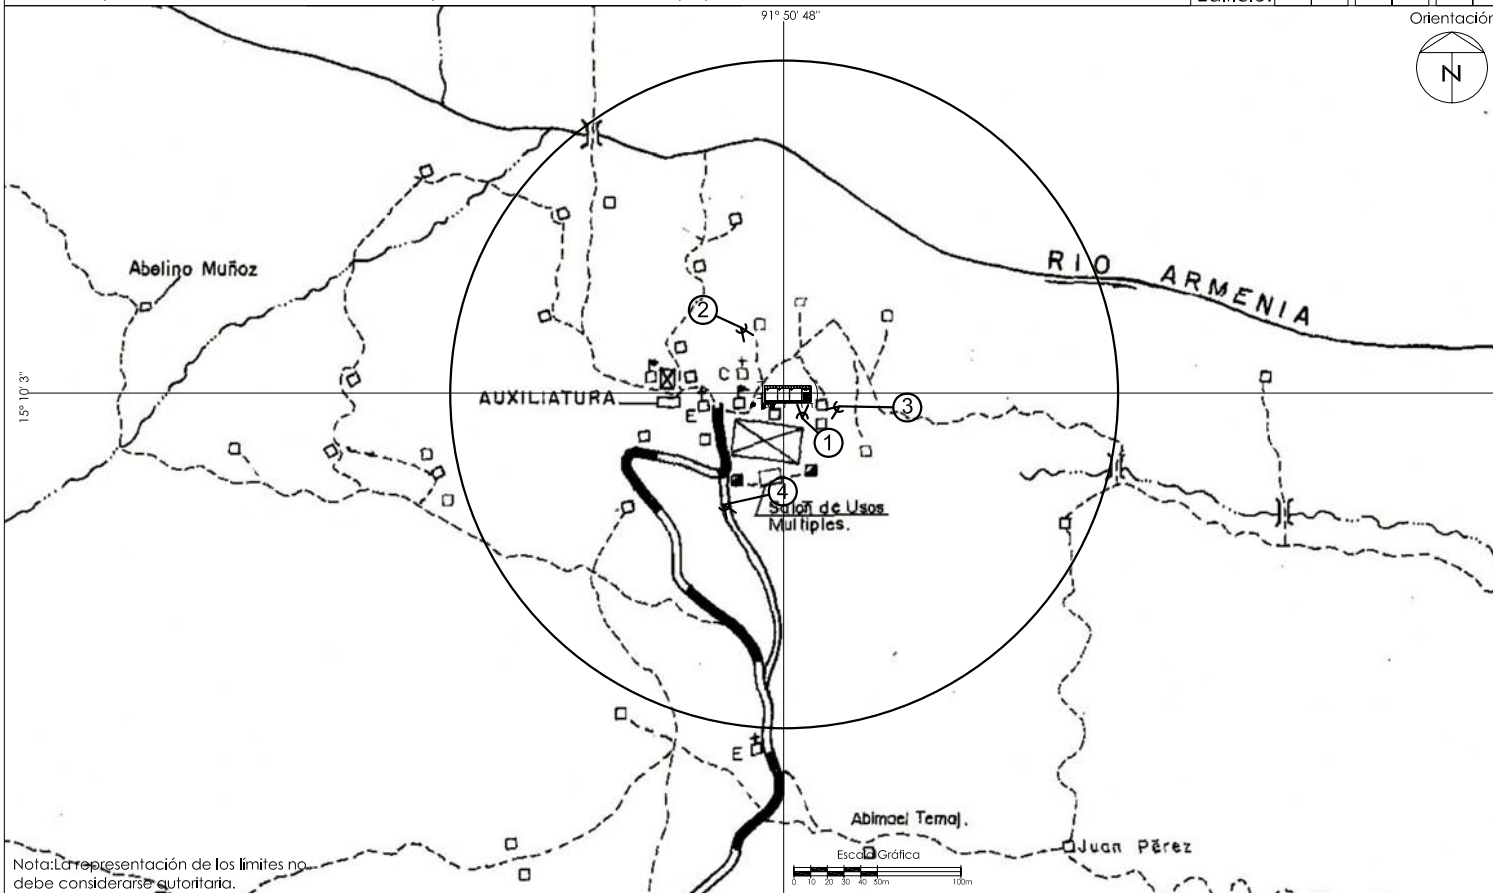 91° 50' 48"
Orientación
N
RIO ARMENIA
Abelino Muñoz
2
15° 10' 3"
C
AUXILIATURA
E
3
1
4
Salon de Usos
Multiples.
E
Abimael Temaj.
Juan Pérez
Escala Gráfica
0 10 20 30 40 50m 100m
Nota:La representación de los límites no
debe considerarse autoritaria.